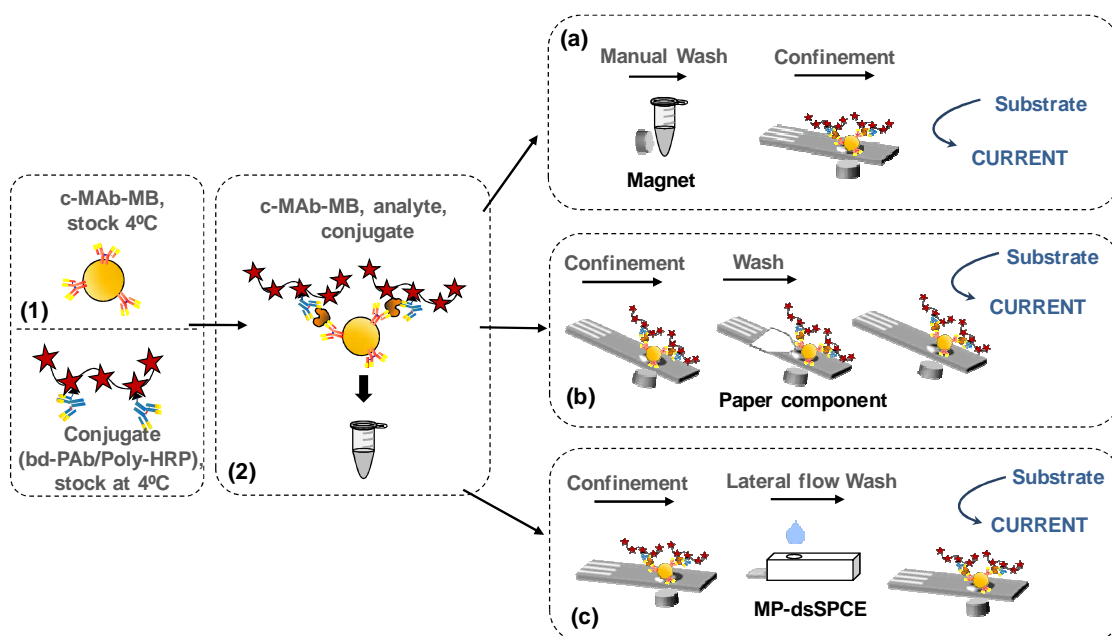 c-MAb-MB,
stock 4ºC
(1)
Conjugate
(bd-PAb/Poly-HRP),
stock at 4ºC
c-MAb-MB, analyte,
conjugate
(2)
(a)
Manual Wash
Confinement
Magnet
Substrate
CURRENT
Confinement
Wash
Substrate
CURRENT
Paper component
(b)
Confinement
Lateral flow Wash
Substrate
CURRENT
MP-dsSPCE
(c)